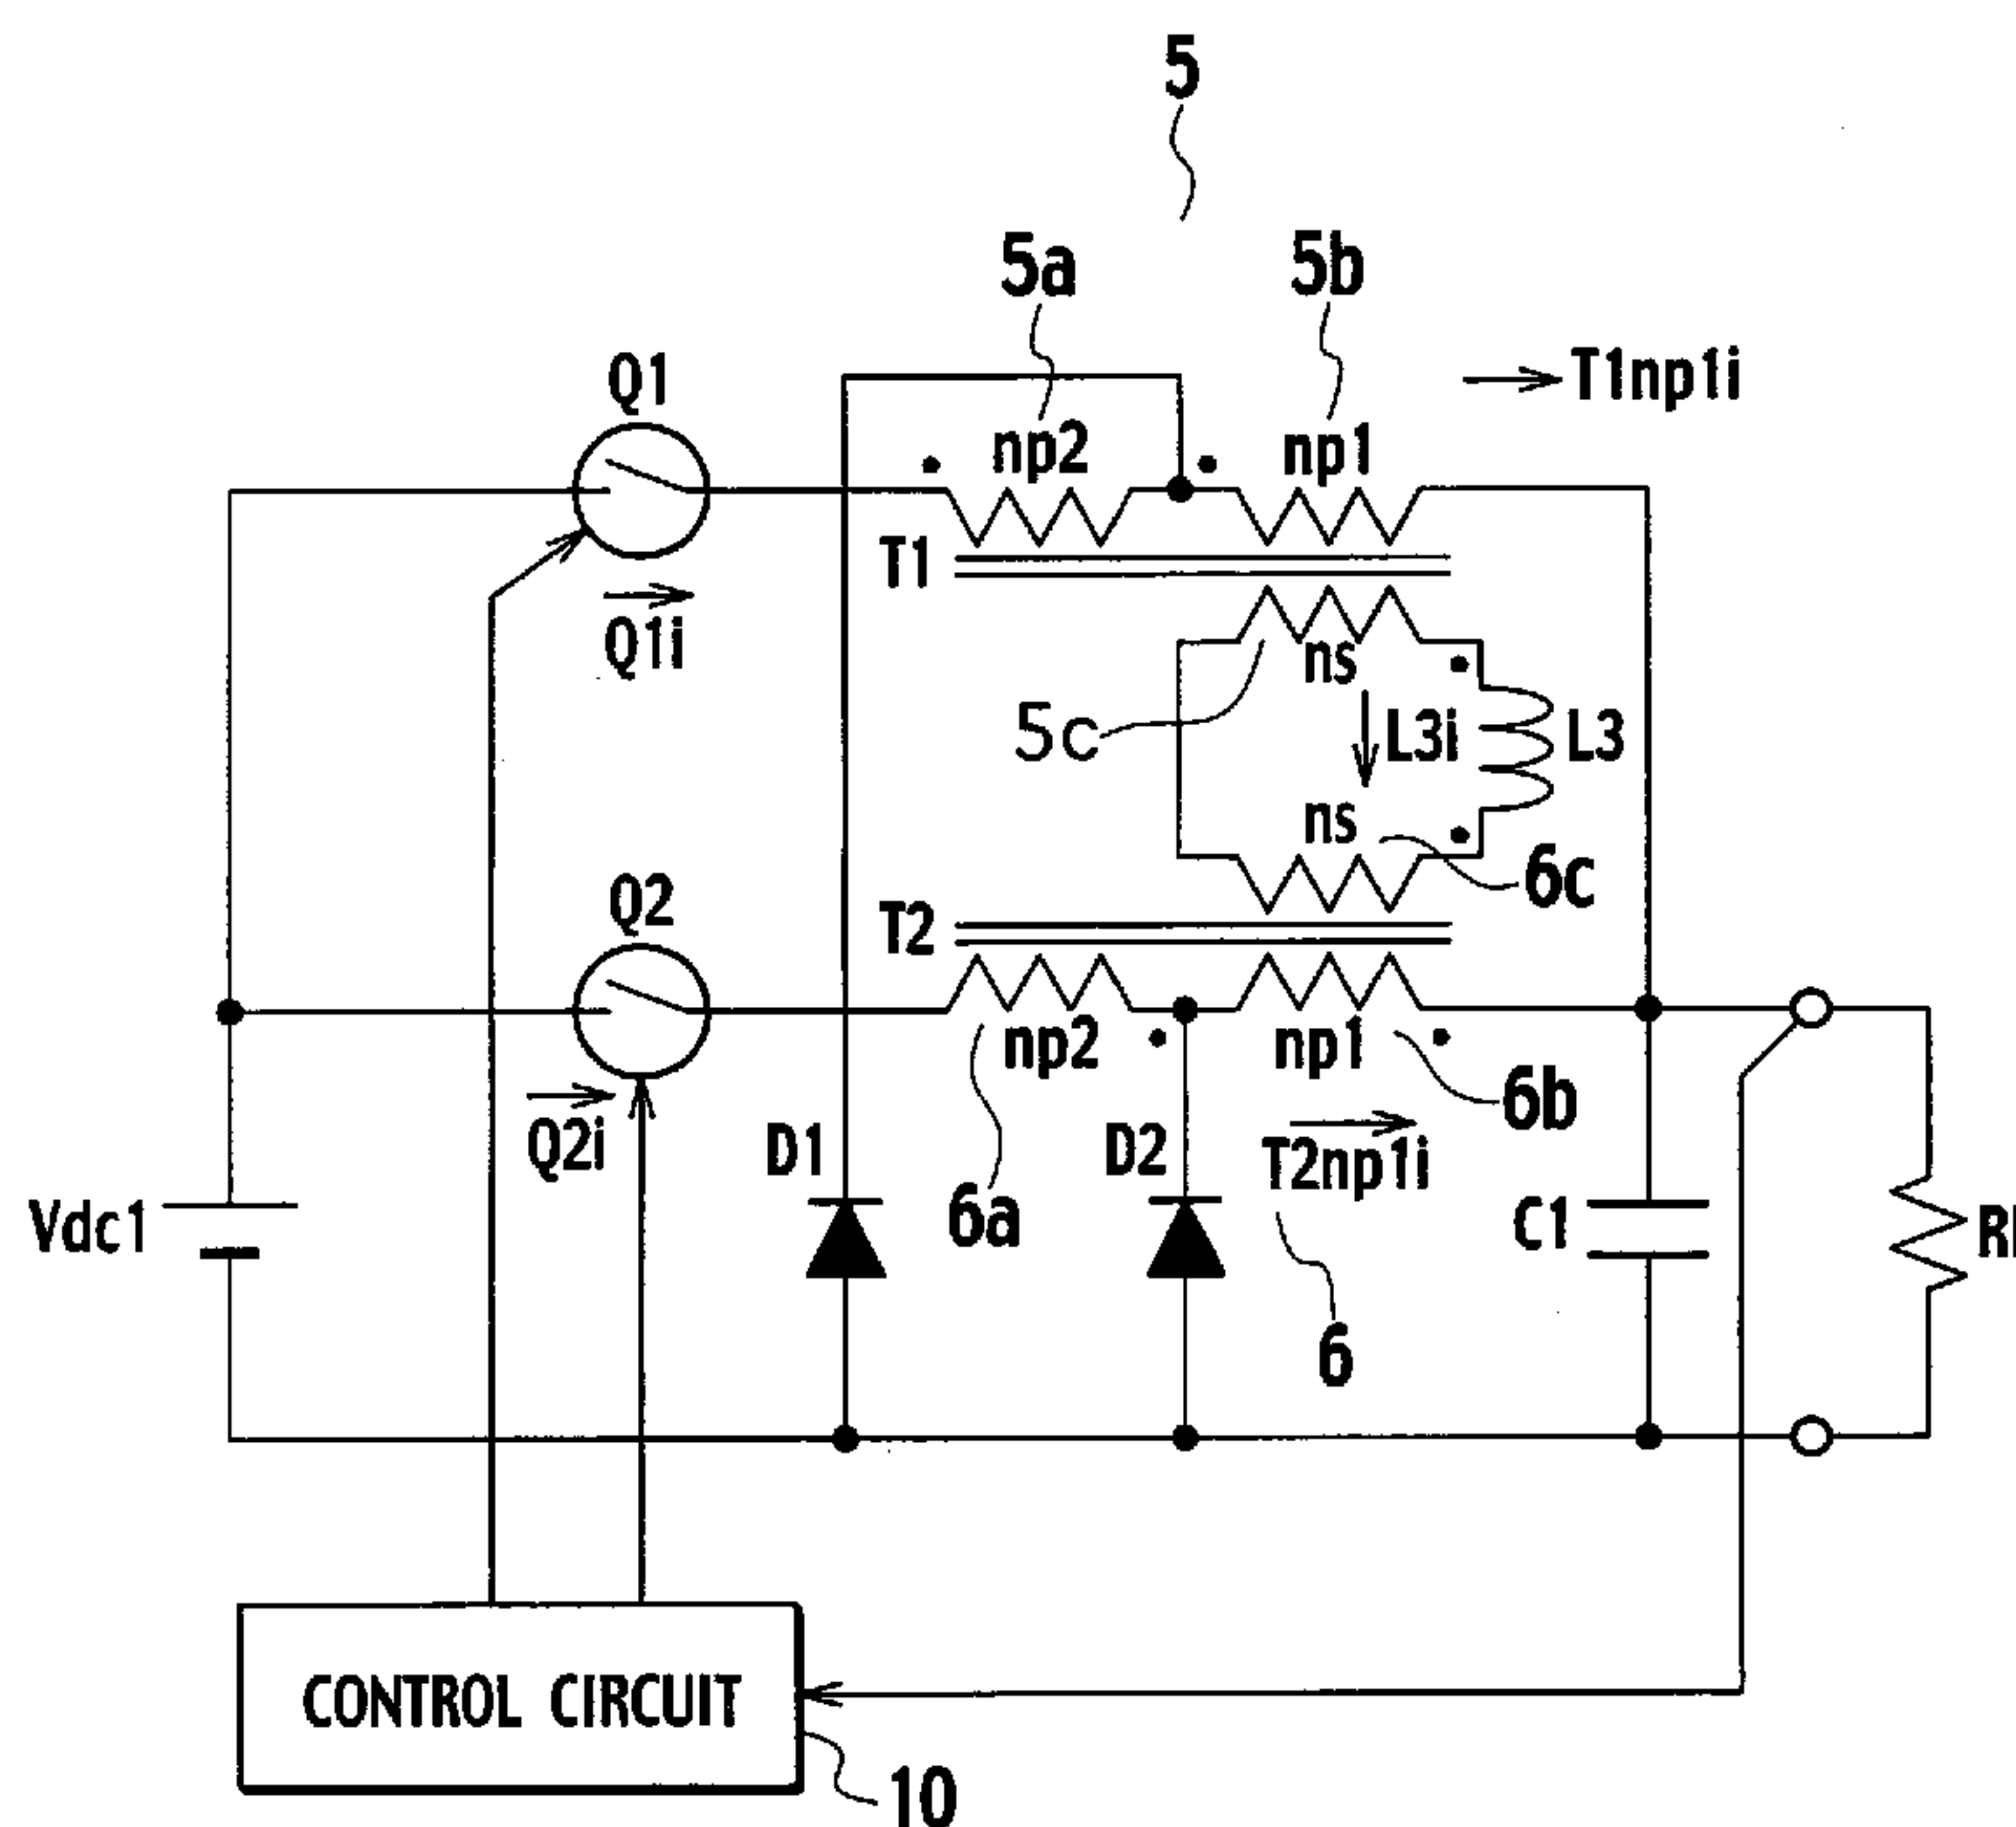 5
5a
5b
Q1
T1np1i
np2
np1
T1
Q1i
ns
5c
L3i
L3
ns
6c
Q2
T2
np2
np1
6b
Q2i
D1
D2
T2np1i
6a
Vdc1
C1
6
CONTROL CIRCUIT
10